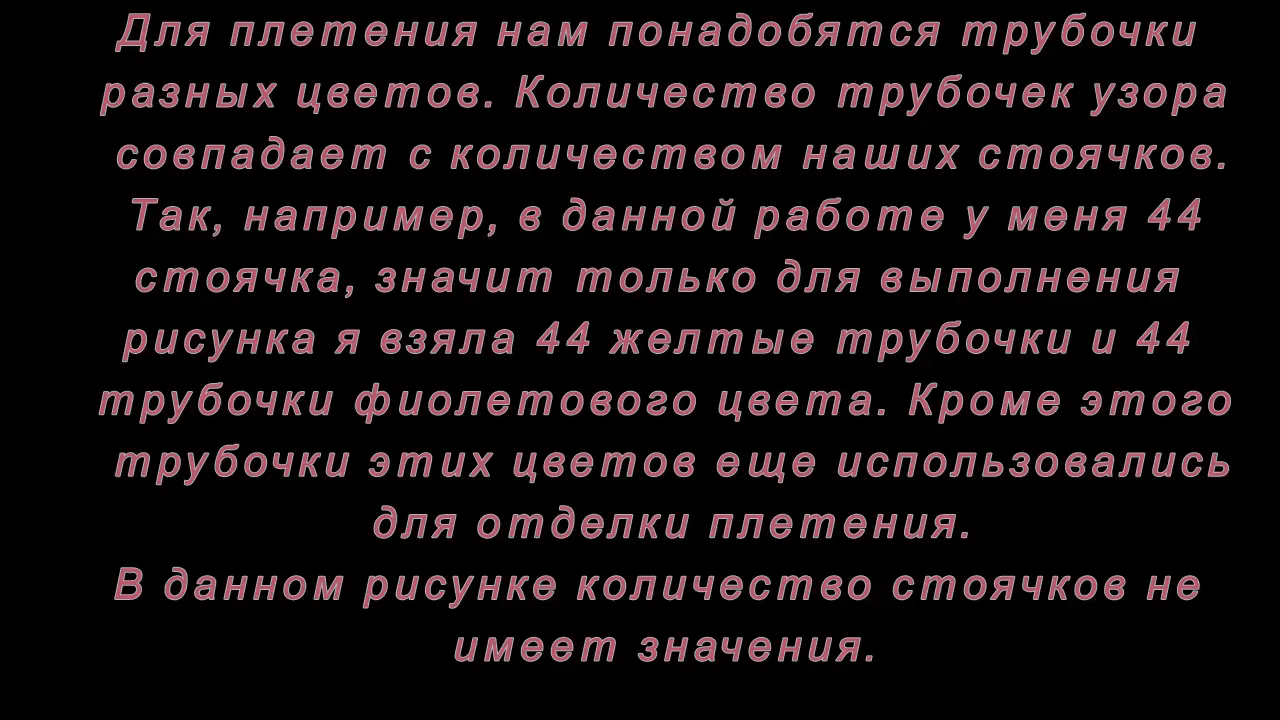 Для плетения нам понадобятся трубочки
разных цветов. Количество трубочек узора
совпадает с количеством наших стоячков.
Так, например, в данной работе у меня 44
стоячка, значит только для выполнения
рисунка я взяла 44 желтые трубочки и 44
трубочки фиолетового цвета. Кроме этого
трубочки этих цветов еще использовались
для отделки плетения.
В данном рисунке количество стоячков не
имеет значения.